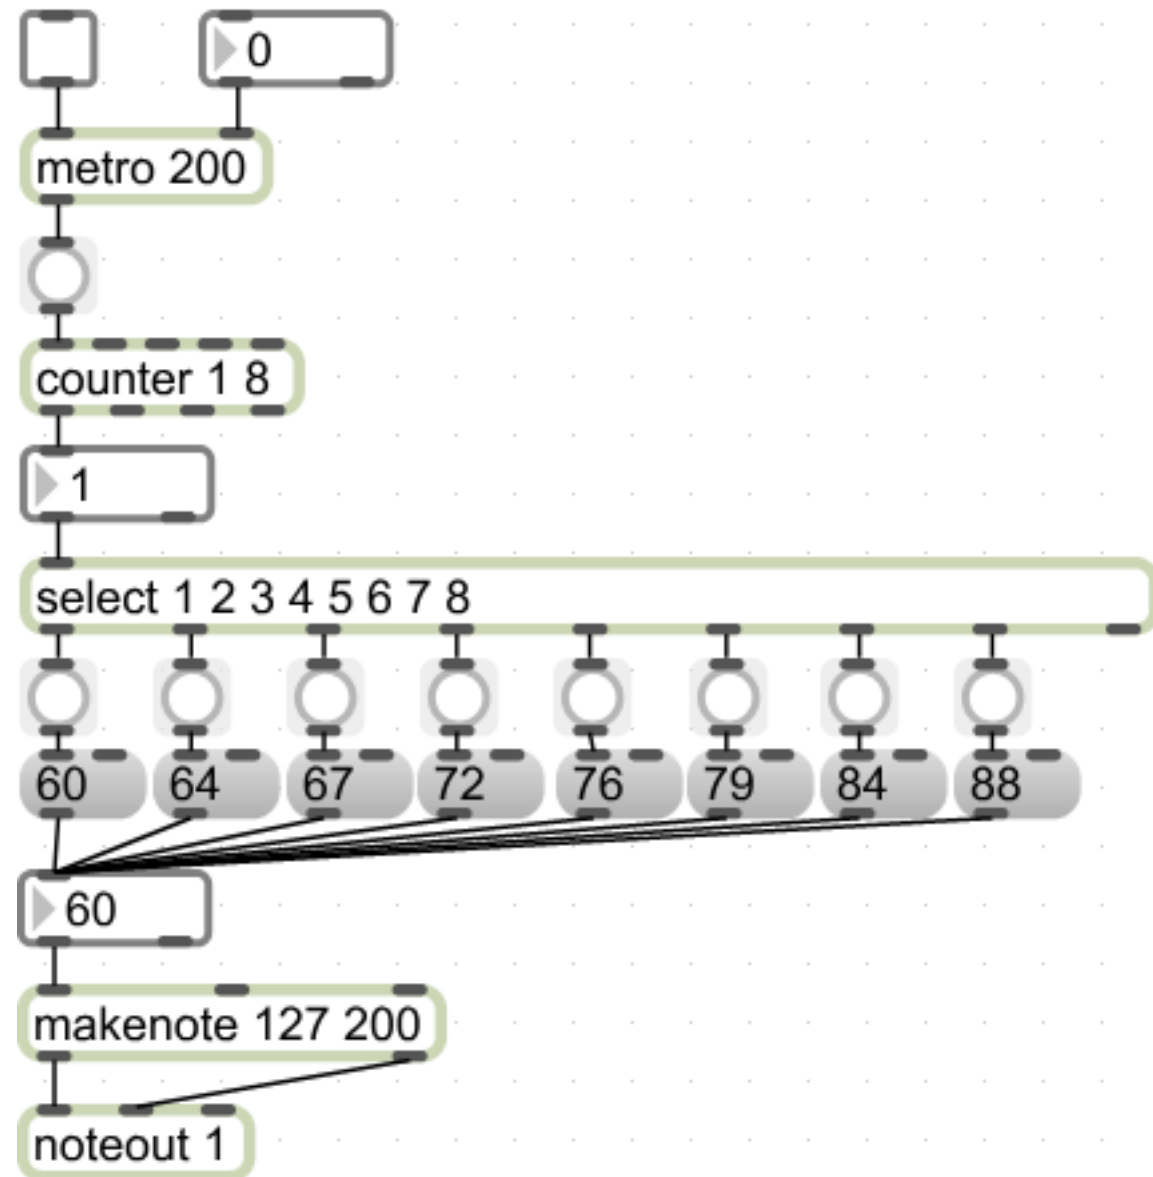 0
metro 200
counter 1 8
1
select 1 2 3 4 5 6 7 8
60 64 67 72 76 79 84 88
60
makenote 127 200
noteout 1